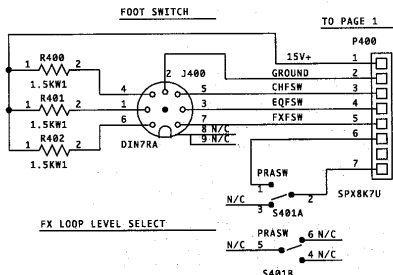 FOOT SWITCH
TO PAGE 1
P400
R400
1 2
1.5KW1
R401
1 2
1.5KW1
R402
1 2
1.5KW1
J400
2
4
1
6
5
3
7
8 N/C
9 N/C
DIN7RA
15V+ 1
GROUND 2
CHFSW 3
EQFSW 4
FXFSW 5
6
7
PRASW
1
N/C 3
2
S401A
SPX8K7U
FX LOOP LEVEL SELECT
PRASW
N/C 5
6 N/C
4 N/C
S401B